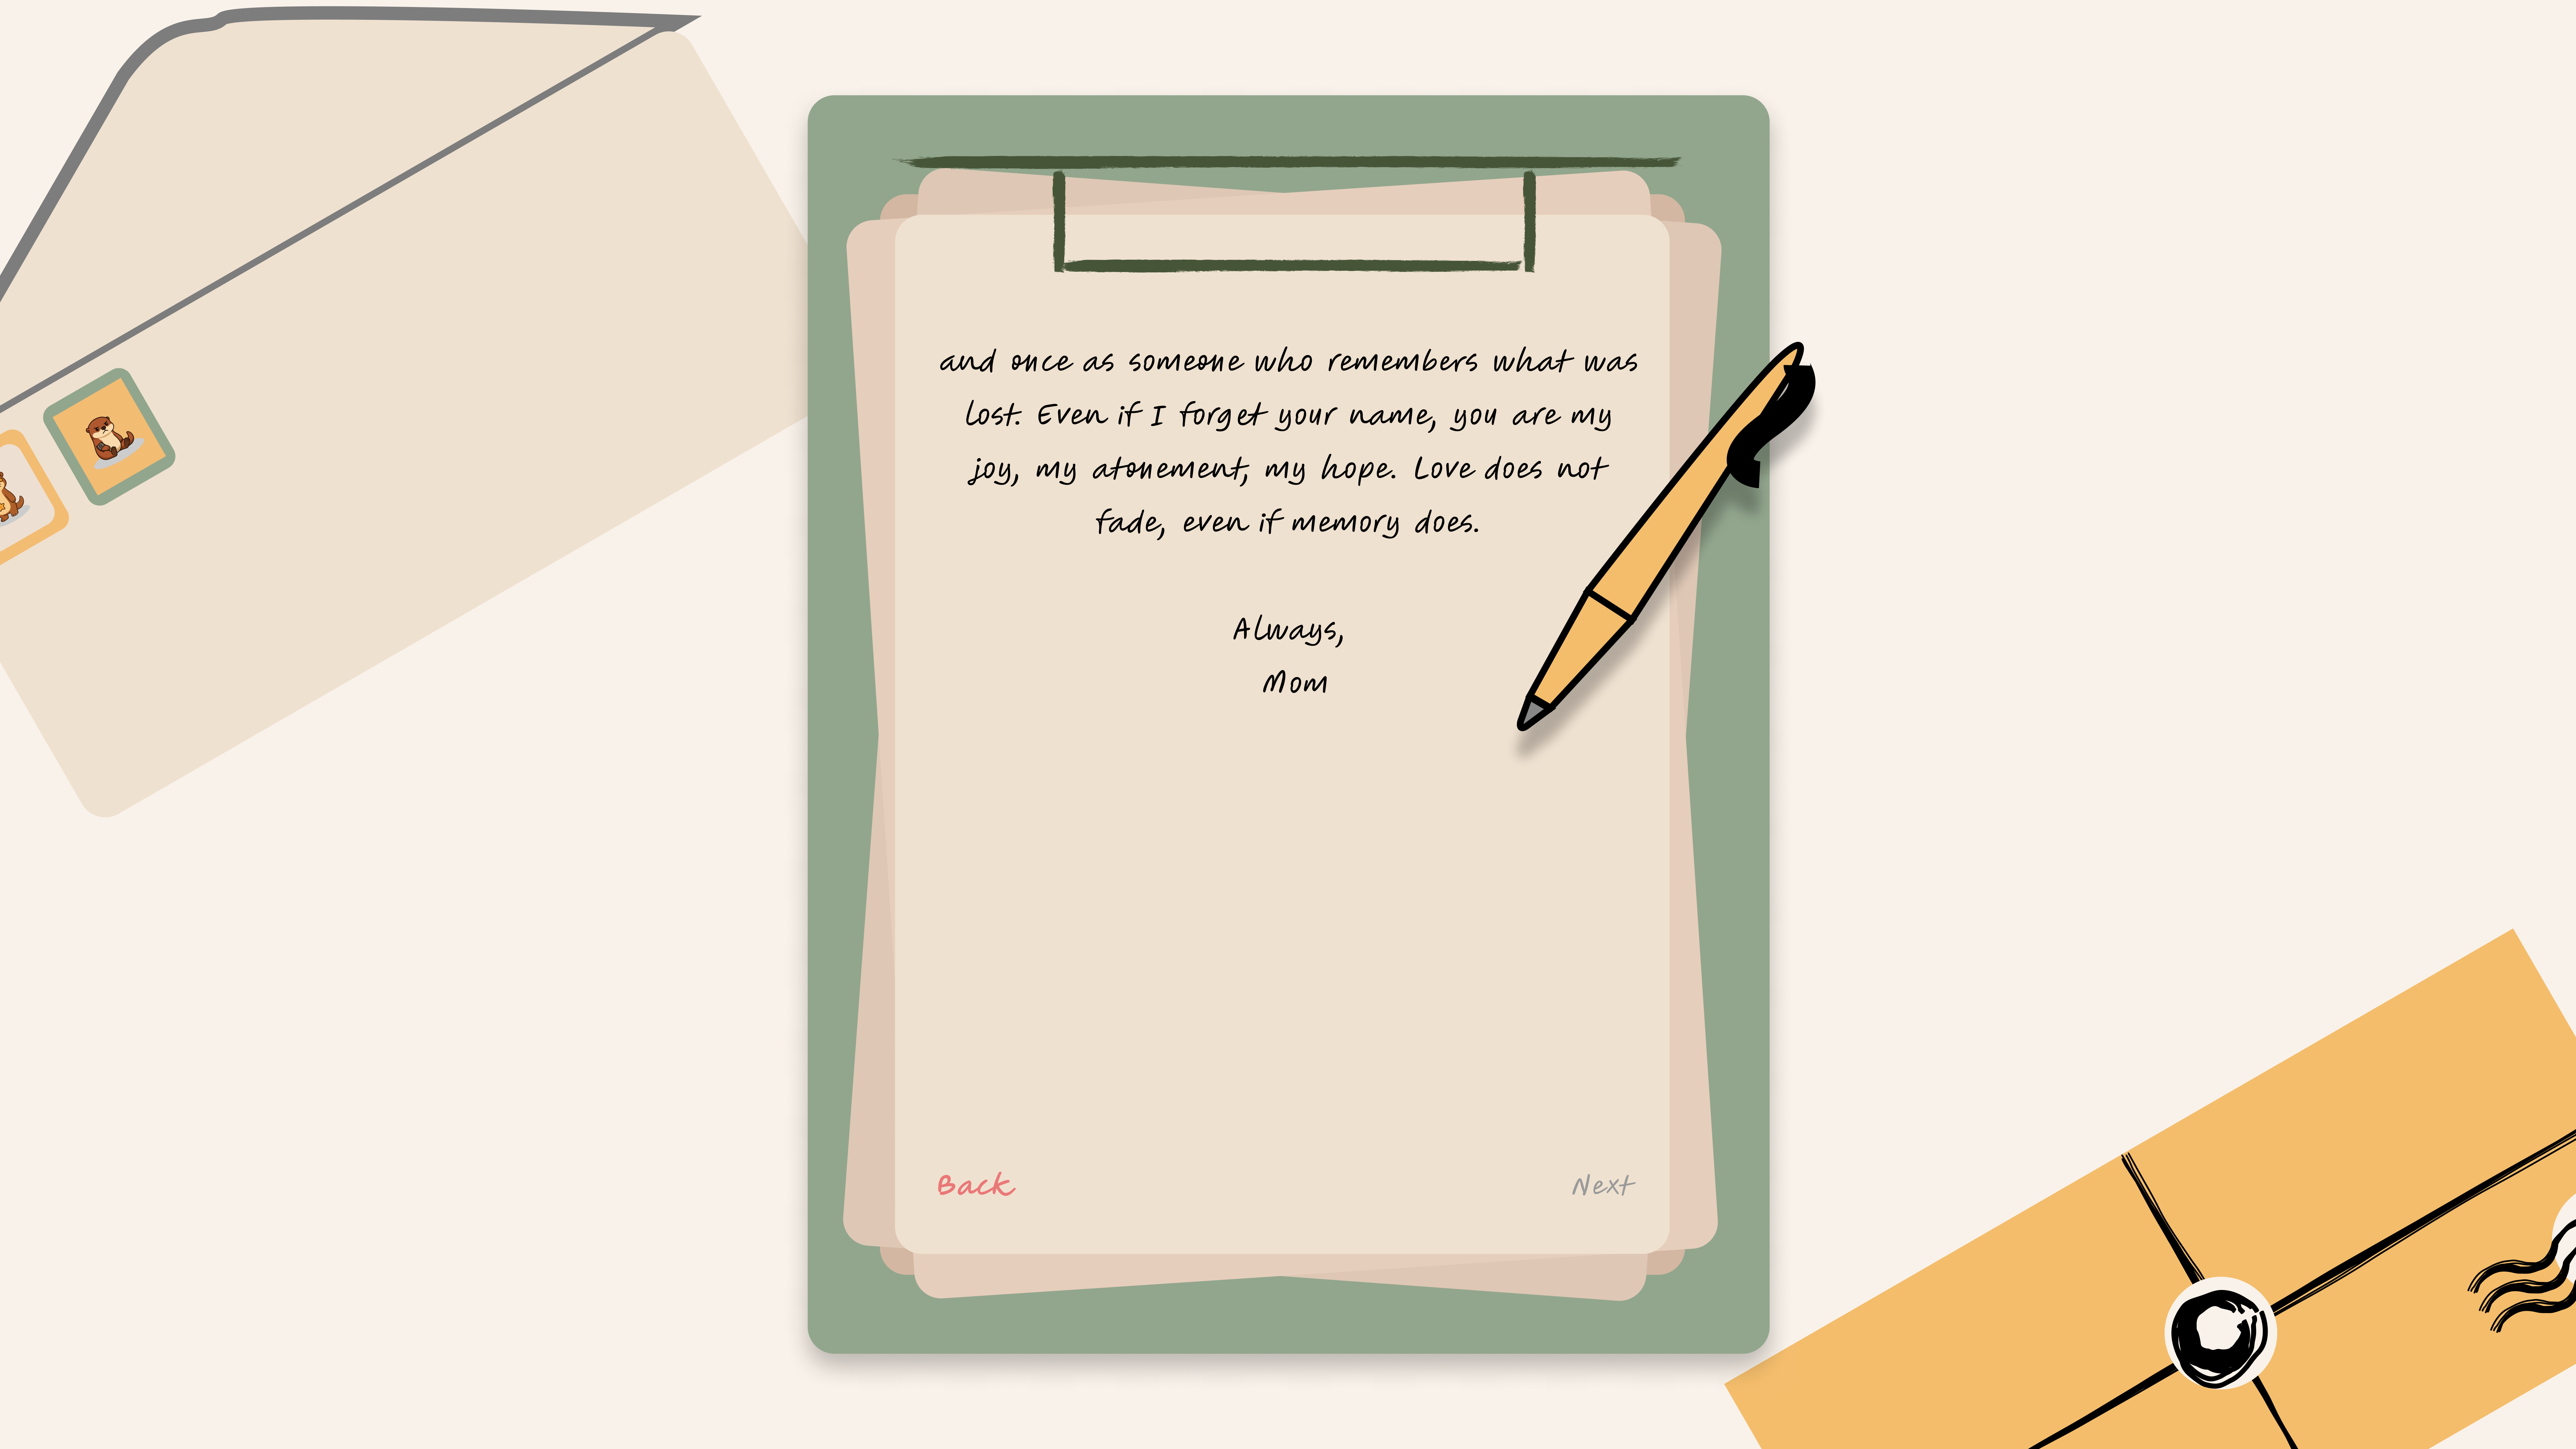 and once as someone who remembers what was
lost. Even if I forget your name, you are my
joy, my atonement, my hope. Love does not
fade, even if memory does.
Always,
Mom
Back
Next